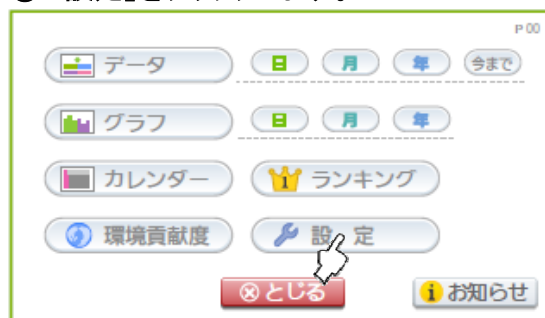 P 00
データ 日 月 年 今まで
グラフ 日 月 年
カレンダー 1 ランキング
環境貢献度 設 定
とじる i お知らせ